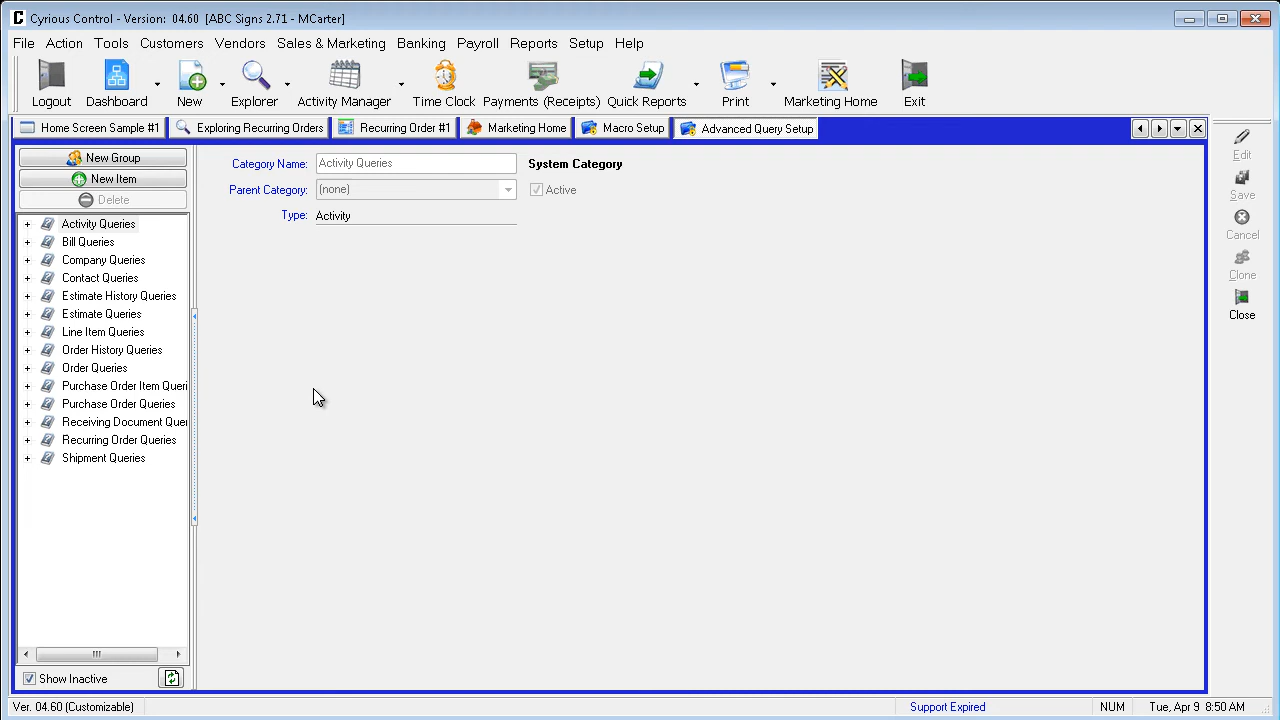 Cyrious Control - Version: 04.60 [ABC Signs 2.71 - MCarter]
File Action Tools Customers Vendors Sales & Marketing Banking Payroll Reports Setup Help
Logout Dashboard New Explorer Activity Manager Time Clock Payments (Receipts) Quick Reports Print Marketing Home Exit
Home Screen Sample #1 Exploring Recurring Orders Recurring Order #1 Marketing Home Macro Setup Advanced Query Setup
New Group
New Item
Delete
Activity Queries
Bill Queries
Company Queries
Contact Queries
Estimate History Queries
Estimate Queries
Line Item Queries
Order History Queries
Order Queries
Purchase Order Item Queri
Purchase Order Queries
Receiving Document Quer
Recurring Order Queries
Shipment Queries
Show Inactive
Category Name: Activity Queries System Category
Parent Category: (none) Active
Type: Activity
Edit
Save
Cancel
Clone
Close
Ver. 04.60 (Customizable) Support Expired NUM Tue, Apr 9 8:50 AM